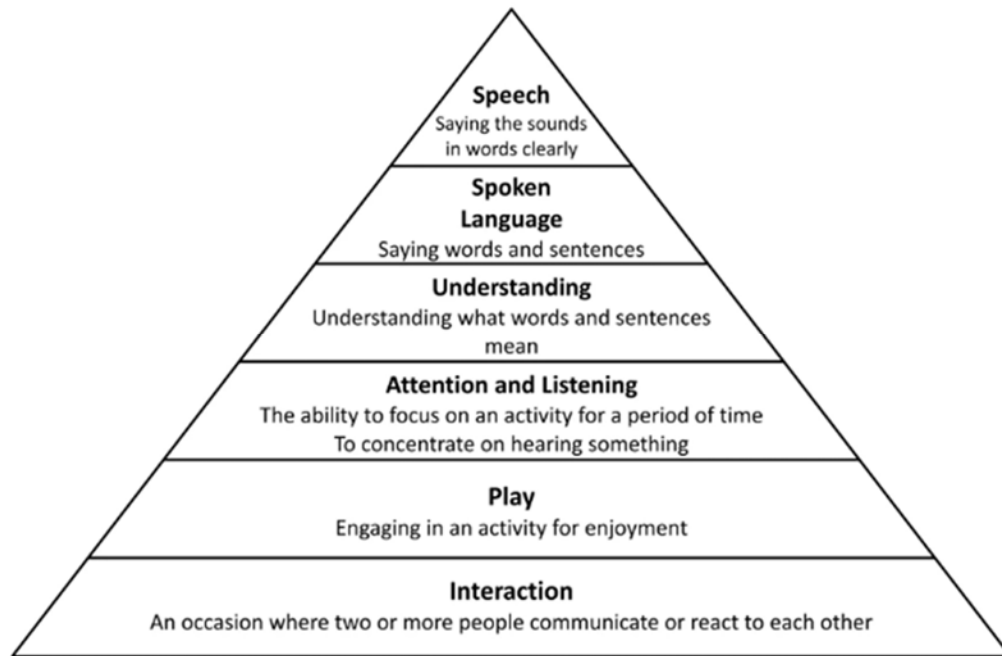 Speech
Saying the sounds
in words clearly
Spoken
Language
Saying words and sentences
Understanding
Understanding what words and sentences
mean
Attention and Listening
The ability to focus on an activity for a period of time
To concentrate on hearing something
Play
Engaging in an activity for enjoyment
Interaction
An occasion where two or more people communicate or react to each other